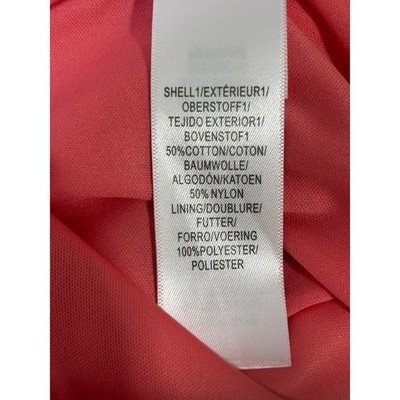 SHELL1/EXTÉRIEUR1/
OBERSTOFF1/
TEJIDO EXTERIOR1/
BOVENSTOF1
50%COTTON/COTON/
BAUMWOLLE/
ALGODÓN/KATOEN
50% NYLON
LINING/DOUBLURE/
FUTTER/
FORRO/VOERING
100%POLYESTER/
POLIESTER